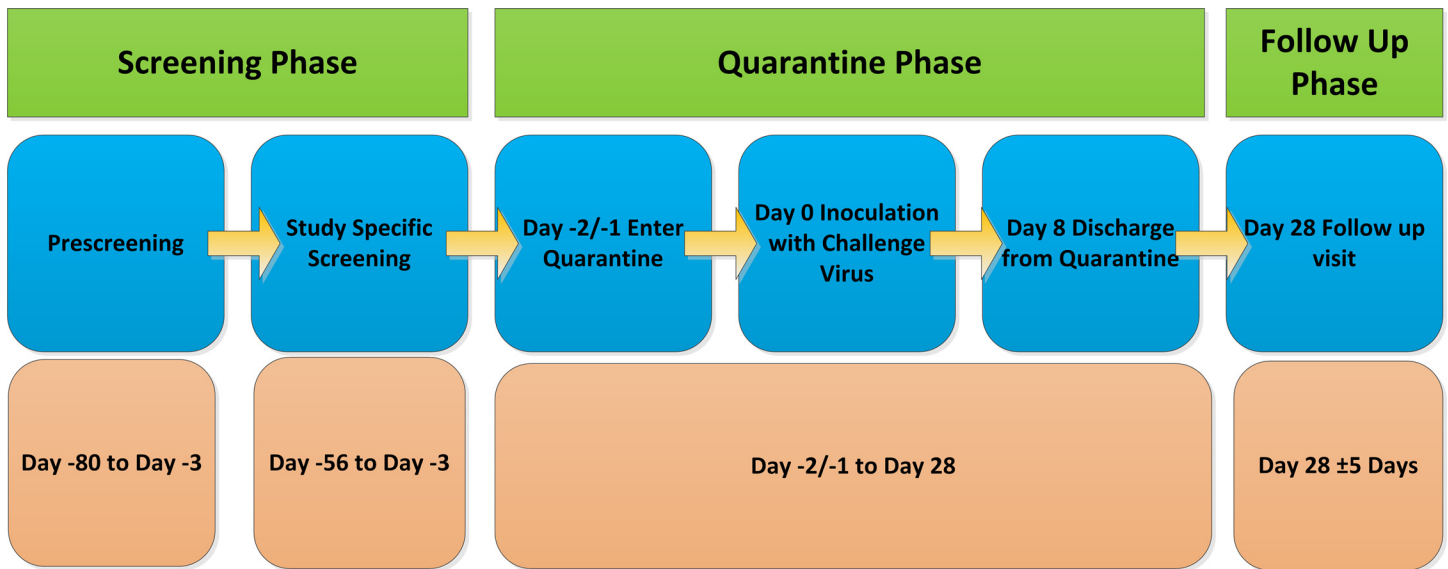 Screening Phase
Quarantine Phase
Follow Up
Phase
Prescreening
Study Specific
Screening
Day -2/-1 Enter
Quarantine
Day 0 Inoculation
with Challenge
Virus
Day 8 Discharge
from Quarantine
Day 28 Follow up
visit
Day -80 to Day -3
Day -56 to Day -3
Day -2/-1 to Day 28
Day 28 ±5 Days